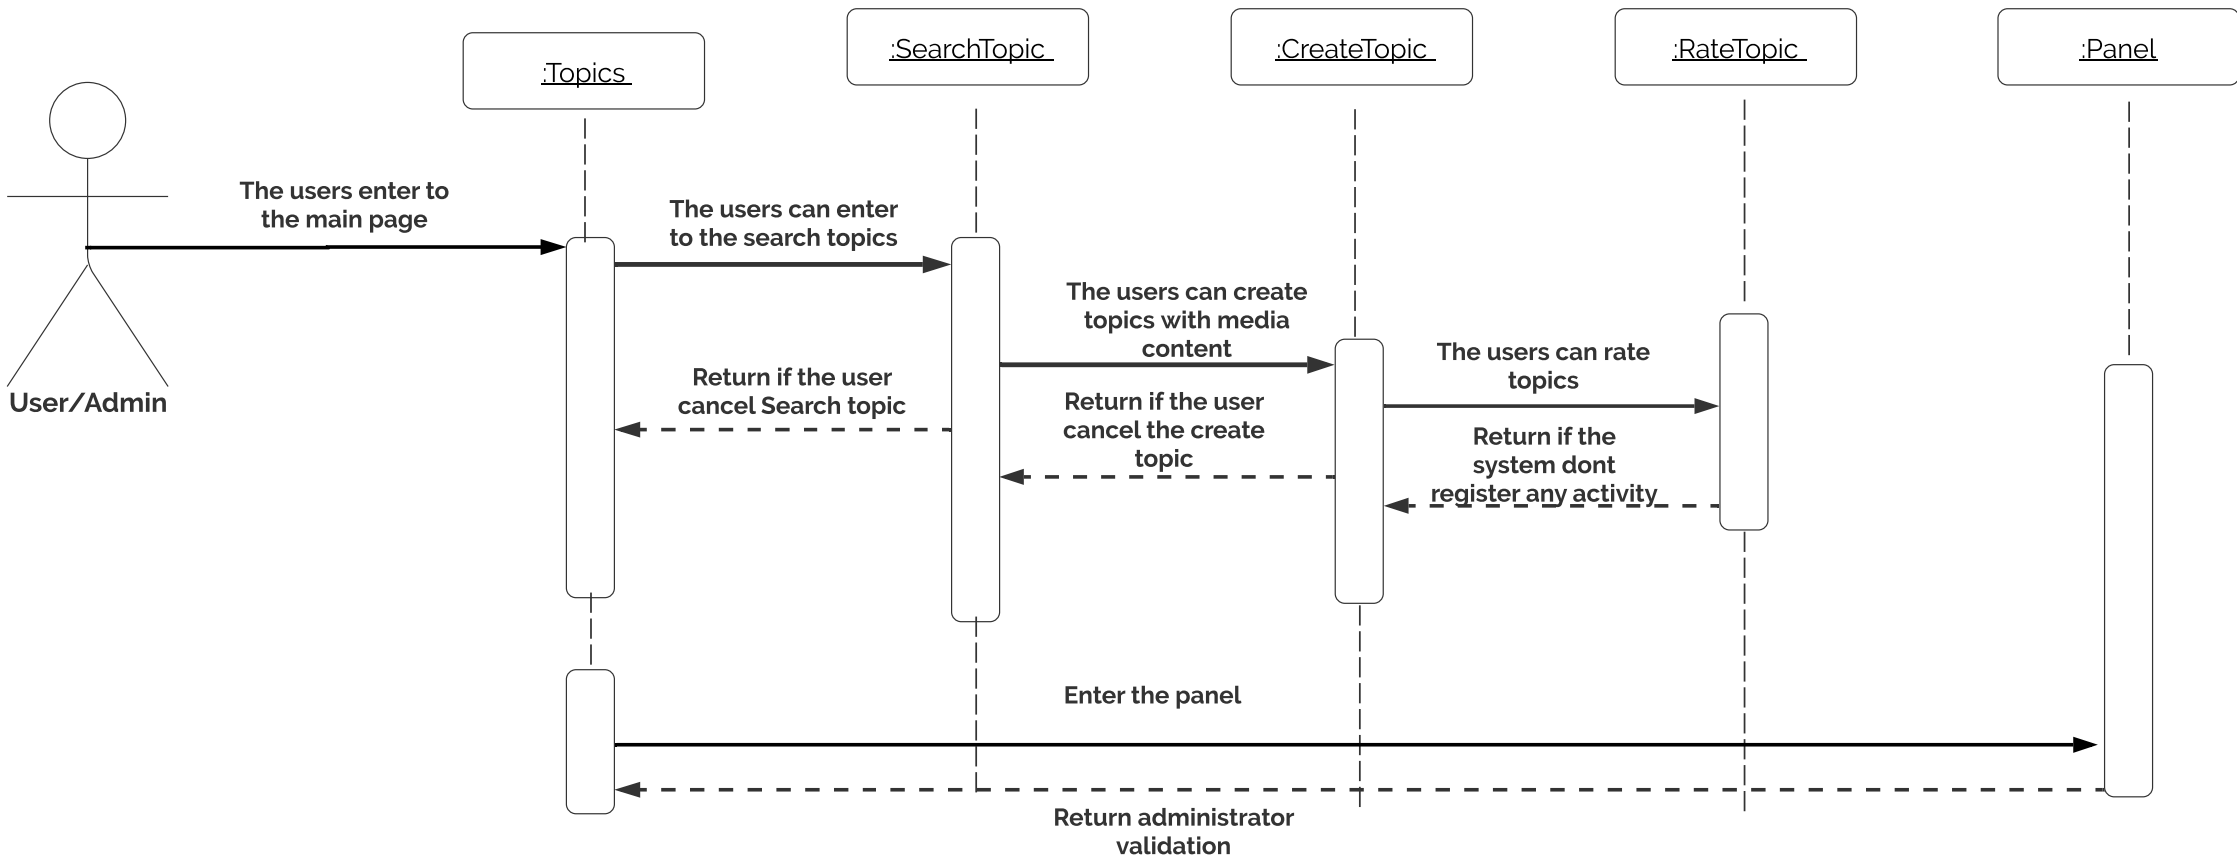 :Topics
:SearchTopic
:CreateTopic
:RateTopic
:Panel
The users enter to
the main page
The users can enter
to the search topics
The users can create
topics with media
content
The users can rate
topics
Return if the user
cancel Search topic
Return if the user
cancel the create
topic
Return if the
system dont
register any activity
User/Admin
Enter the panel
Return administrator
validation